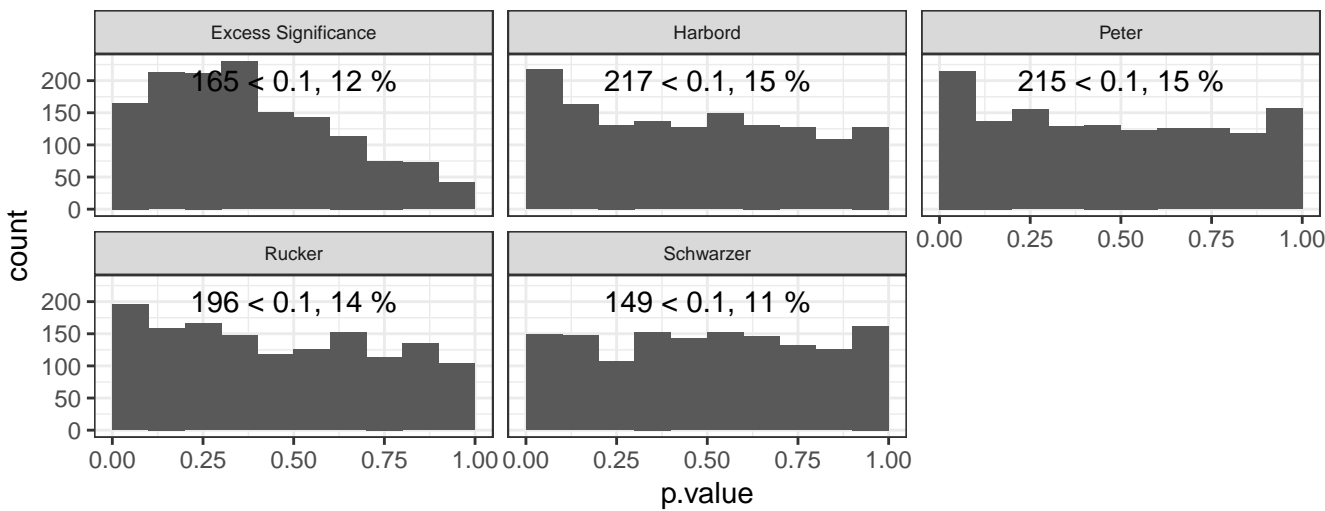 Excess Significance
Harbord
Peter
165 < 0.1, 12 %
217 < 0.1, 15 %
215 < 0.1, 15 %
200
150
100
50
0
0.00 0.25 0.50 0.75 1.00
Rucker
Schwarzer
196 < 0.1, 14 %
149 < 0.1, 11 %
200
150
100
50
0
0.00 0.25 0.50 0.75 1.00
0.00 0.25 0.50 0.75 1.00
count
p.value